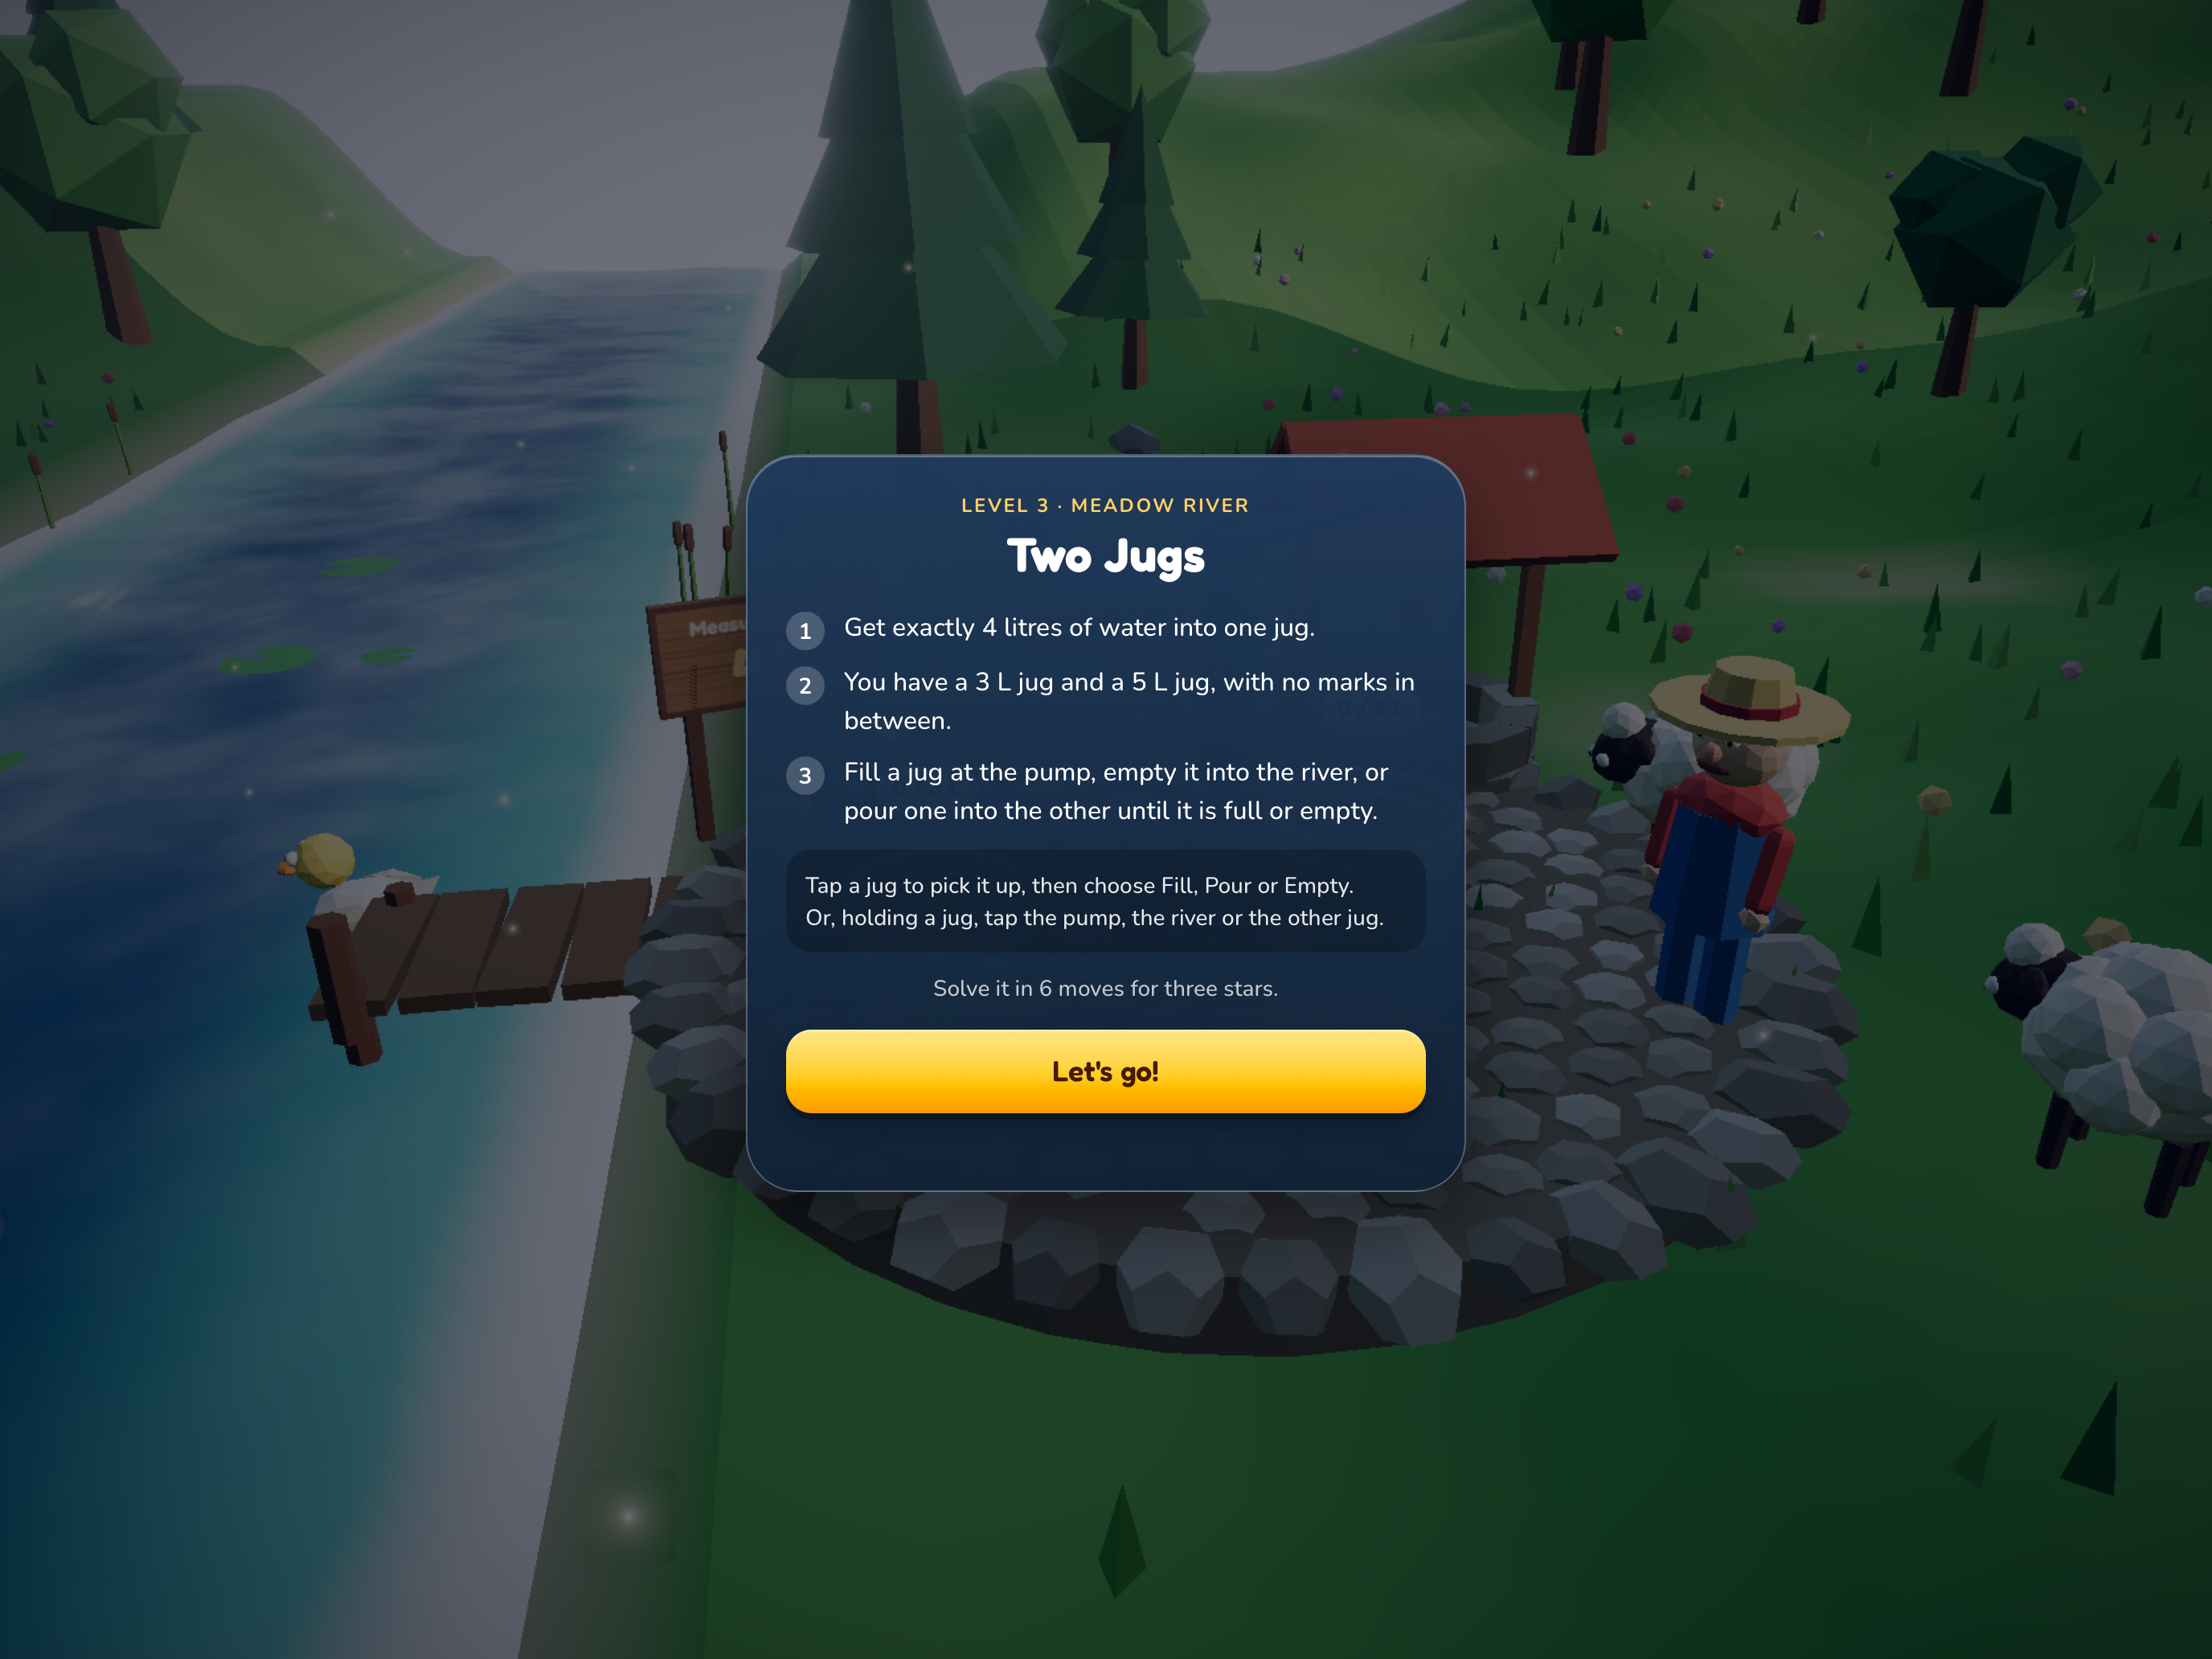 LEVEL 3 · MEADOW RIVER
Two Jugs
1 Get exactly 4 litres of water into one jug.
2 You have a 3 L jug and a 5 L jug, with no marks in
between.
3 Fill a jug at the pump, empty it into the river, or
pour one into the other until it is full or empty.
Tap a jug to pick it up, then choose Fill, Pour or Empty.
Or, holding a jug, tap the pump, the river or the other jug.
Solve it in 6 moves for three stars.
Let's go!